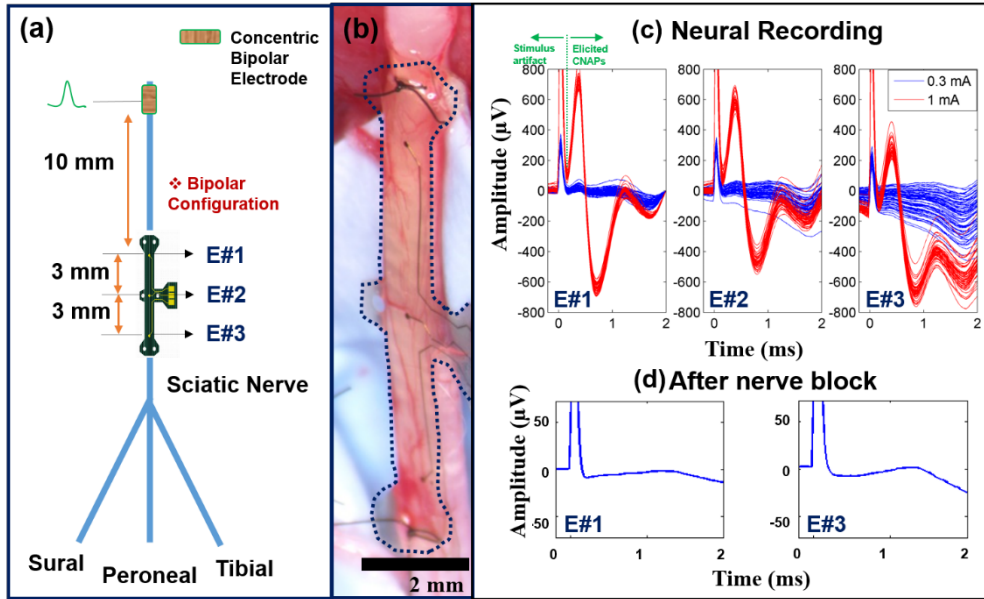 (a)
Concentric
Bipolar
Electrode
10 mm
❖ Bipolar
Configuration
3 mm
3 mm
E#1
E#2
E#3
Sciatic Nerve
Sural
Peroneal
Tibial
(b)
2 mm
(c) Neural Recording
Stimulus
artifact
Elicited
CNAPs
0.3 mA
1 mA
Amplitude (µV)
800
600
400
200
0
-200
-400
-600
-800
E#1
0 1 2
800
600
400
200
0
-200
-400
-600
-800
E#2
0 1 2
800
600
400
200
0
-200
-400
-600
-800
E#3
0 1 2
Time (ms)
(d) After nerve block
Amplitude (µV)
50
0
-50
E#1
0 1 2
50
0
-50
E#3
0 1 2
Time (ms)
Time (ms)